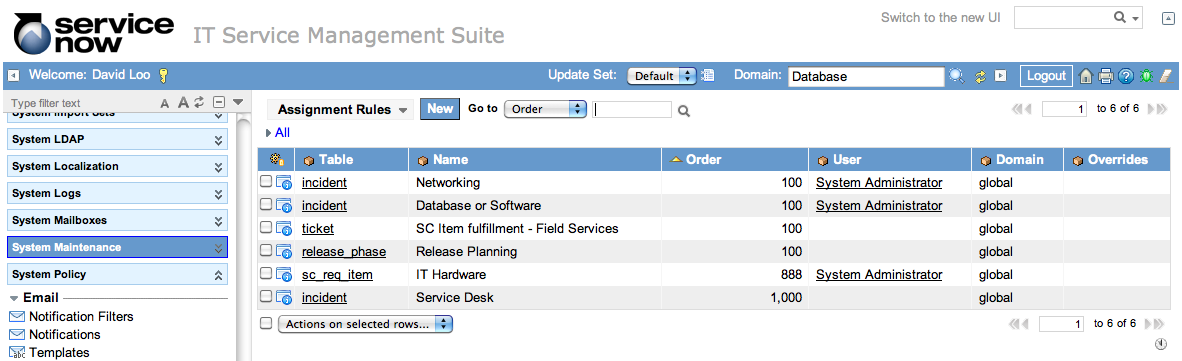 service now IT Service Management Suite Switch to the new UI
Welcome: David Loo Update Set: Default Domain: Database Logout
Type filter text A A Assignment Rules New Go to Order 1 to 6 of 6
System Import Sets
All
System LDAP
Table Name Order User Domain Overrides
System Localization
incident Networking 100 System Administrator global
System Logs
incident Database or Software 100 System Administrator global
System Mailboxes
ticket SC Item fulfillment - Field Services 100 global
System Maintenance
release_phase Release Planning 100 global
System Policy
sc_req_item IT Hardware 888 System Administrator global
Email
incident Service Desk 1,000 global
Notification Filters
Actions on selected rows... 1 to 6 of 6
Notifications
Templates